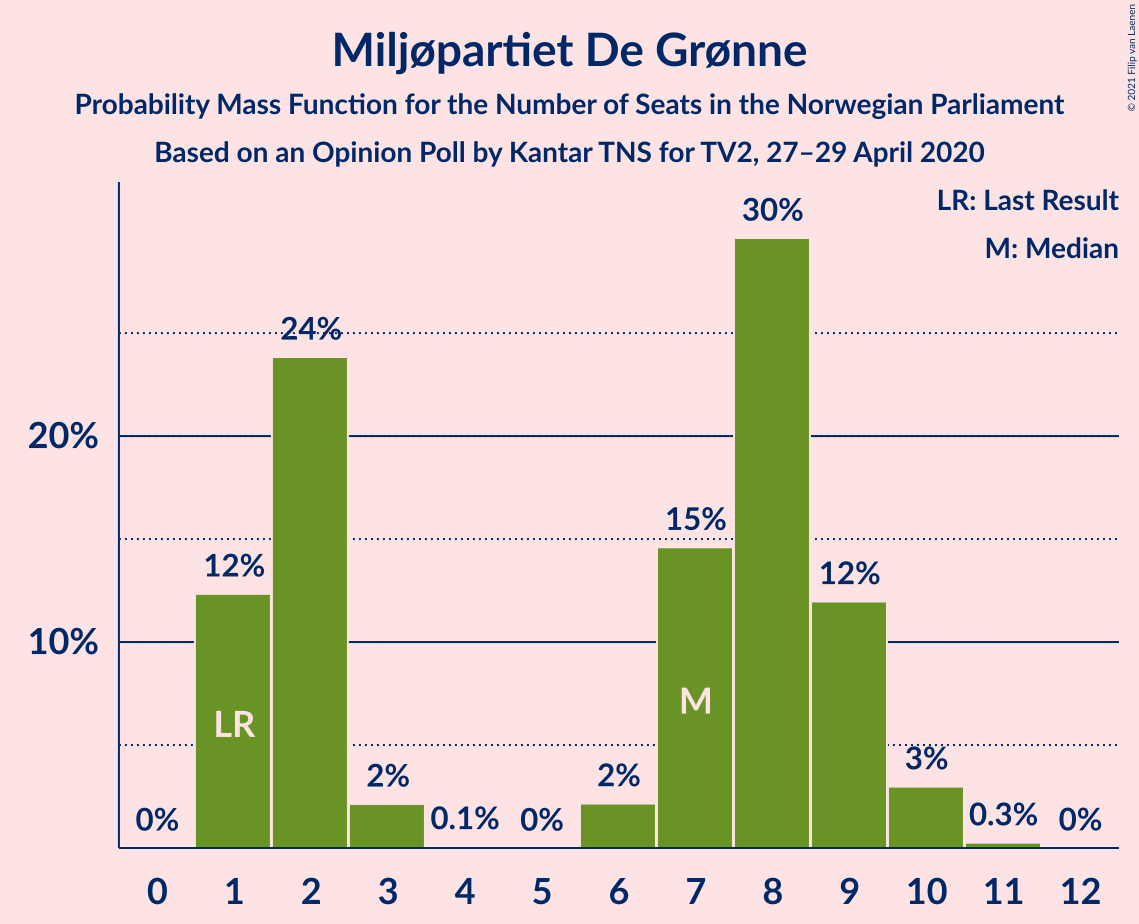 Miljøpartiet De Grønne
Probability Mass Function for the Number of Seats in the Norwegian Parliament
Based on an Opinion Poll by Kantar TNS for TV2, 27–29 April 2020
© 2021 Filip van Laenen
LR: Last Result
M: Median
30%
24%
20%
15%
12%
12%
10%
LR
M
2%
2%
3%
0%
0.1%
0%
0.3%
0%
0 1 2 3 4 5 6 7 8 9 10 11 12